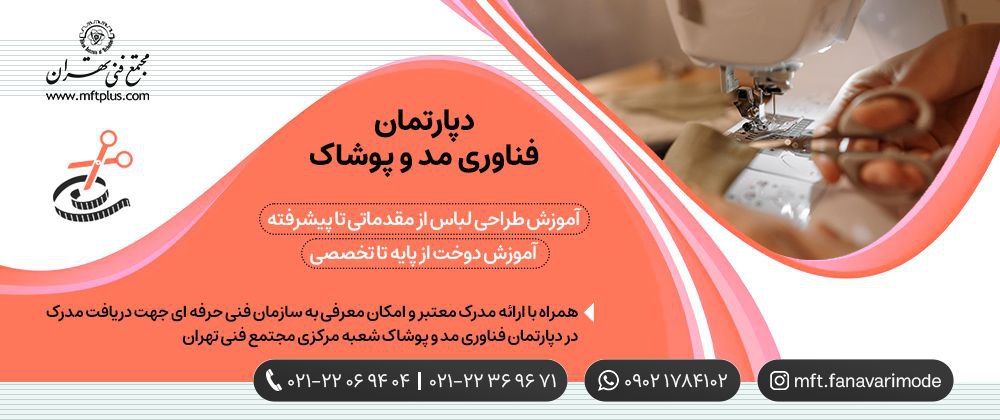 مجتمع فنی تهران
www.mftplus.com
دپارتمان
فناوری مد و پوشاک
آموزش طراحی لباس از مقدماتی تا پیشرفته
آموزش دوخت از پایه تا تخصصی
همراه با ارائه مدرک معتبر و امکان معرفی به سازمان فنی حرفه ای جهت دریافت مدرک
در دپارتمان فناوری مد و پوشاک شعبه مرکزی مجتمع فنی تهران
۰۲۱-۲۲ ۰۶ ۹۴ ۰۴ | ۰۲۱-۲۲ ۳۶ ۹۶ ۷۱
۰۹۰۲ ۱۷۸۴۱۰۲
mft.fanavarimode